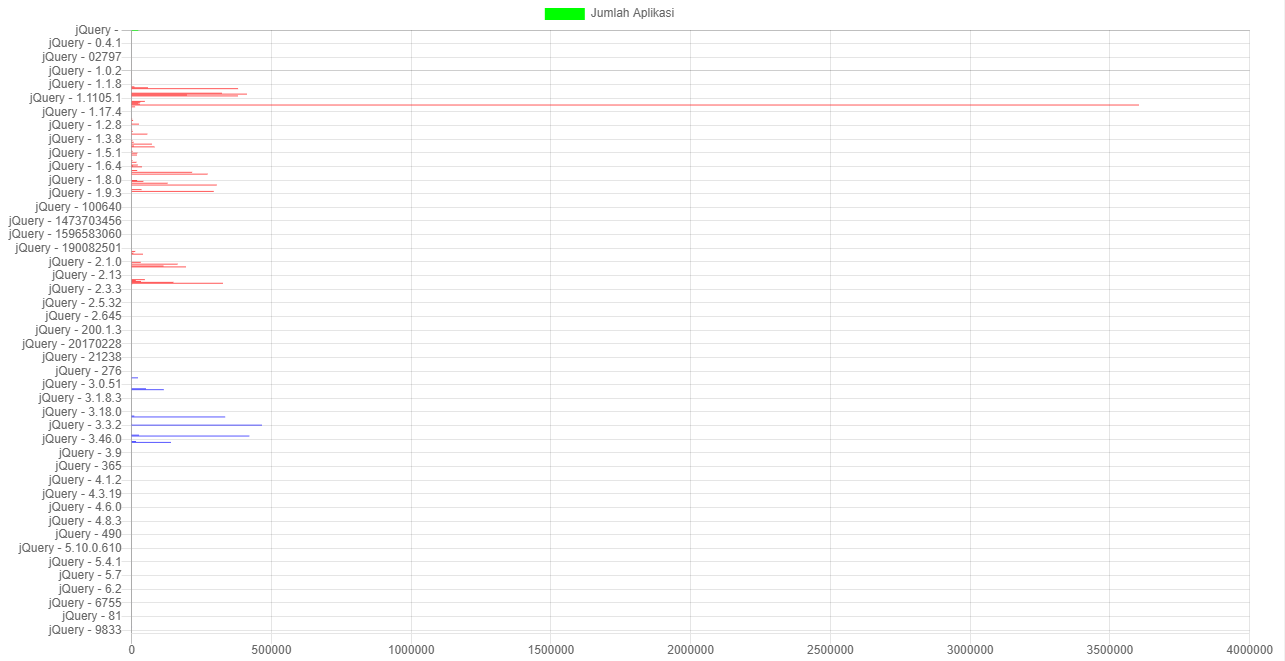 Jumlah Aplikasi
jQuery -
jQuery - 0.4.1
jQuery - 02797
jQuery - 1.0.2
jQuery - 1.1.8
jQuery - 1.1105.1
jQuery - 1.17.4
jQuery - 1.2.8
jQuery - 1.3.8
jQuery - 1.5.1
jQuery - 1.6.4
jQuery - 1.8.0
jQuery - 1.9.3
jQuery - 100640
jQuery - 1473703456
jQuery - 1596583060
jQuery - 190082501
jQuery - 2.1.0
jQuery - 2.13
jQuery - 2.3.3
jQuery - 2.5.32
jQuery - 2.645
jQuery - 200.1.3
jQuery - 20170228
jQuery - 21238
jQuery - 276
jQuery - 3.0.51
jQuery - 3.1.8.3
jQuery - 3.18.0
jQuery - 3.3.2
jQuery - 3.46.0
jQuery - 3.9
jQuery - 365
jQuery - 4.1.2
jQuery - 4.3.19
jQuery - 4.6.0
jQuery - 4.8.3
jQuery - 490
jQuery - 5.10.0.610
jQuery - 5.4.1
jQuery - 5.7
jQuery - 6.2
jQuery - 6755
jQuery - 81
jQuery - 9833
0 500000 1000000 1500000 2000000 2500000 3000000 3500000 4000000